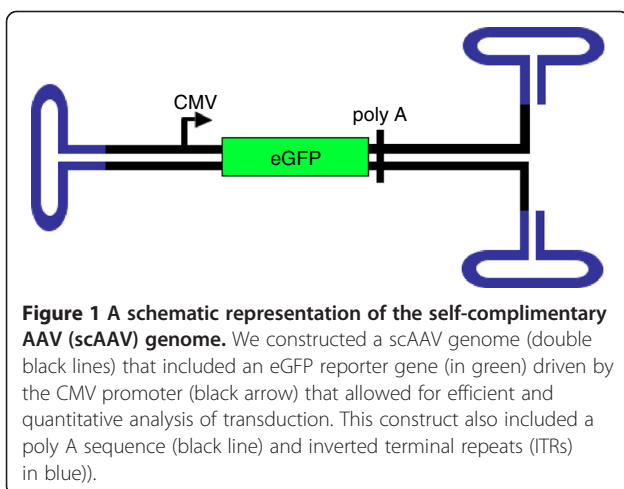 CMV
poly A
eGFP
Figure 1 A schematic representation of the self-complimentary
AAV (scAAV) genome. We constructed a scAAV genome (double
black lines) that included an eGFP reporter gene (in green) driven by
the CMV promoter (black arrow) that allowed for efficient and
quantitative analysis of transduction. This construct also included a
poly A sequence (black line) and inverted terminal repeats (ITRs)
in blue)).